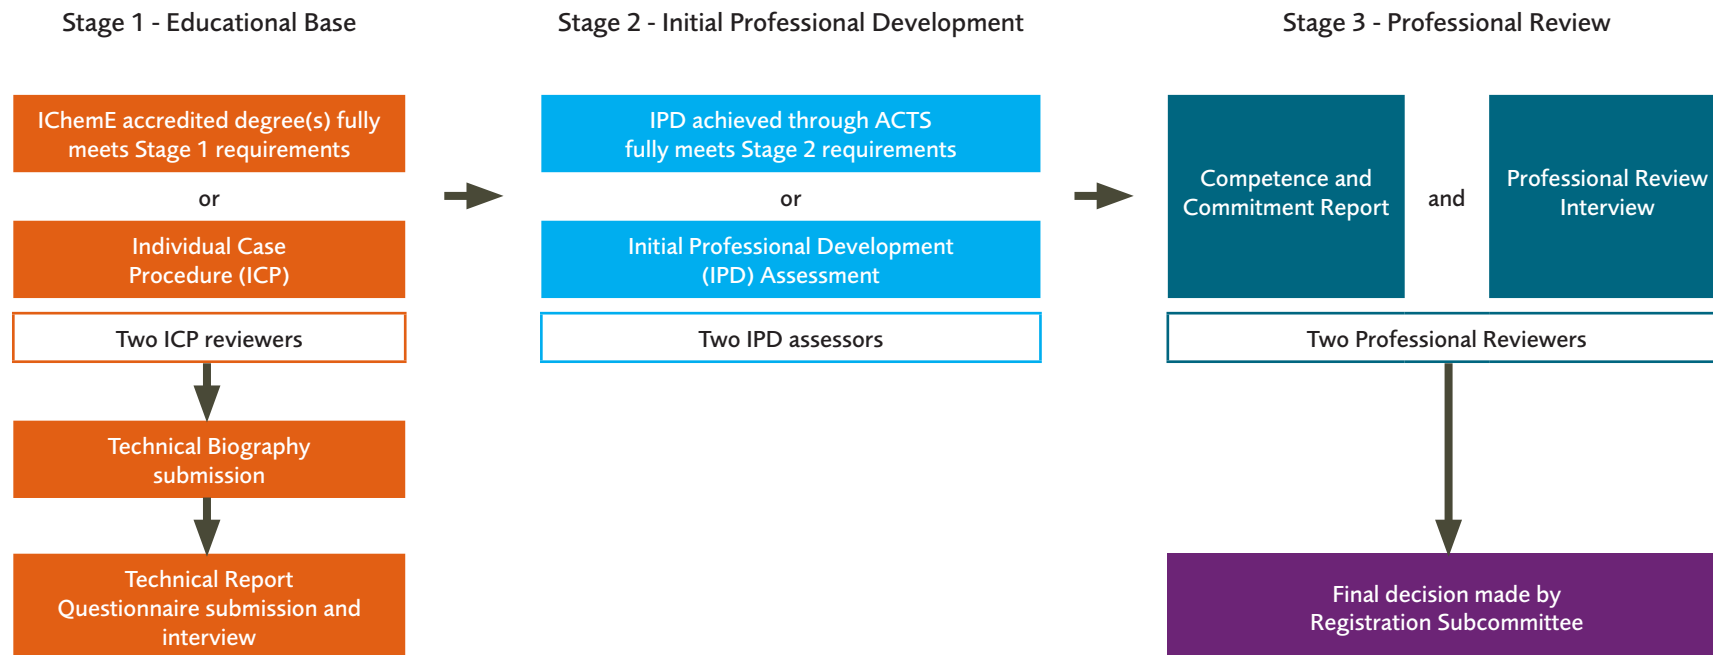 Stage 1 - Educational Base
IChemE accredited degree(s) fully
meets Stage 1 requirements
or
Individual Case
Procedure (ICP)
Two ICP reviewers
Technical Biography
submission
Technical Report
Questionnaire submission and
interview
Stage 2 - Initial Professional Development
IPD achieved through ACTS
fully meets Stage 2 requirements
or
Initial Professional Development
(IPD) Assessment
Two IPD assessors
Stage 3 - Professional Review
Competence and
Commitment Report
and
Professional Review
Interview
Two Professional Reviewers
Final decision made by
Registration Subcommittee